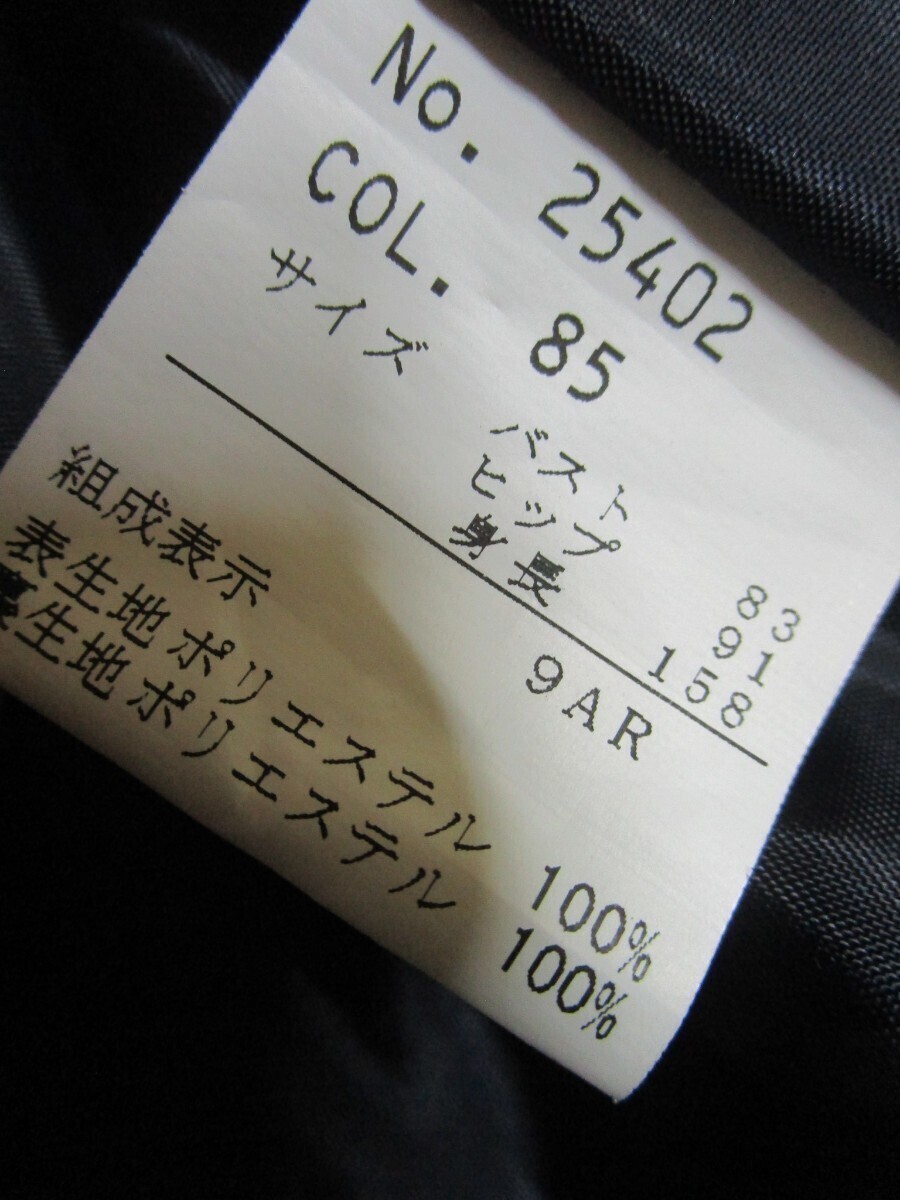 No. 25402
COL. 85
サイズ
バスト 83
ヒップ 91
身長 158
9AR
組成表示
表生地ポリエステル 100%
裏生地ポリエステル 100%